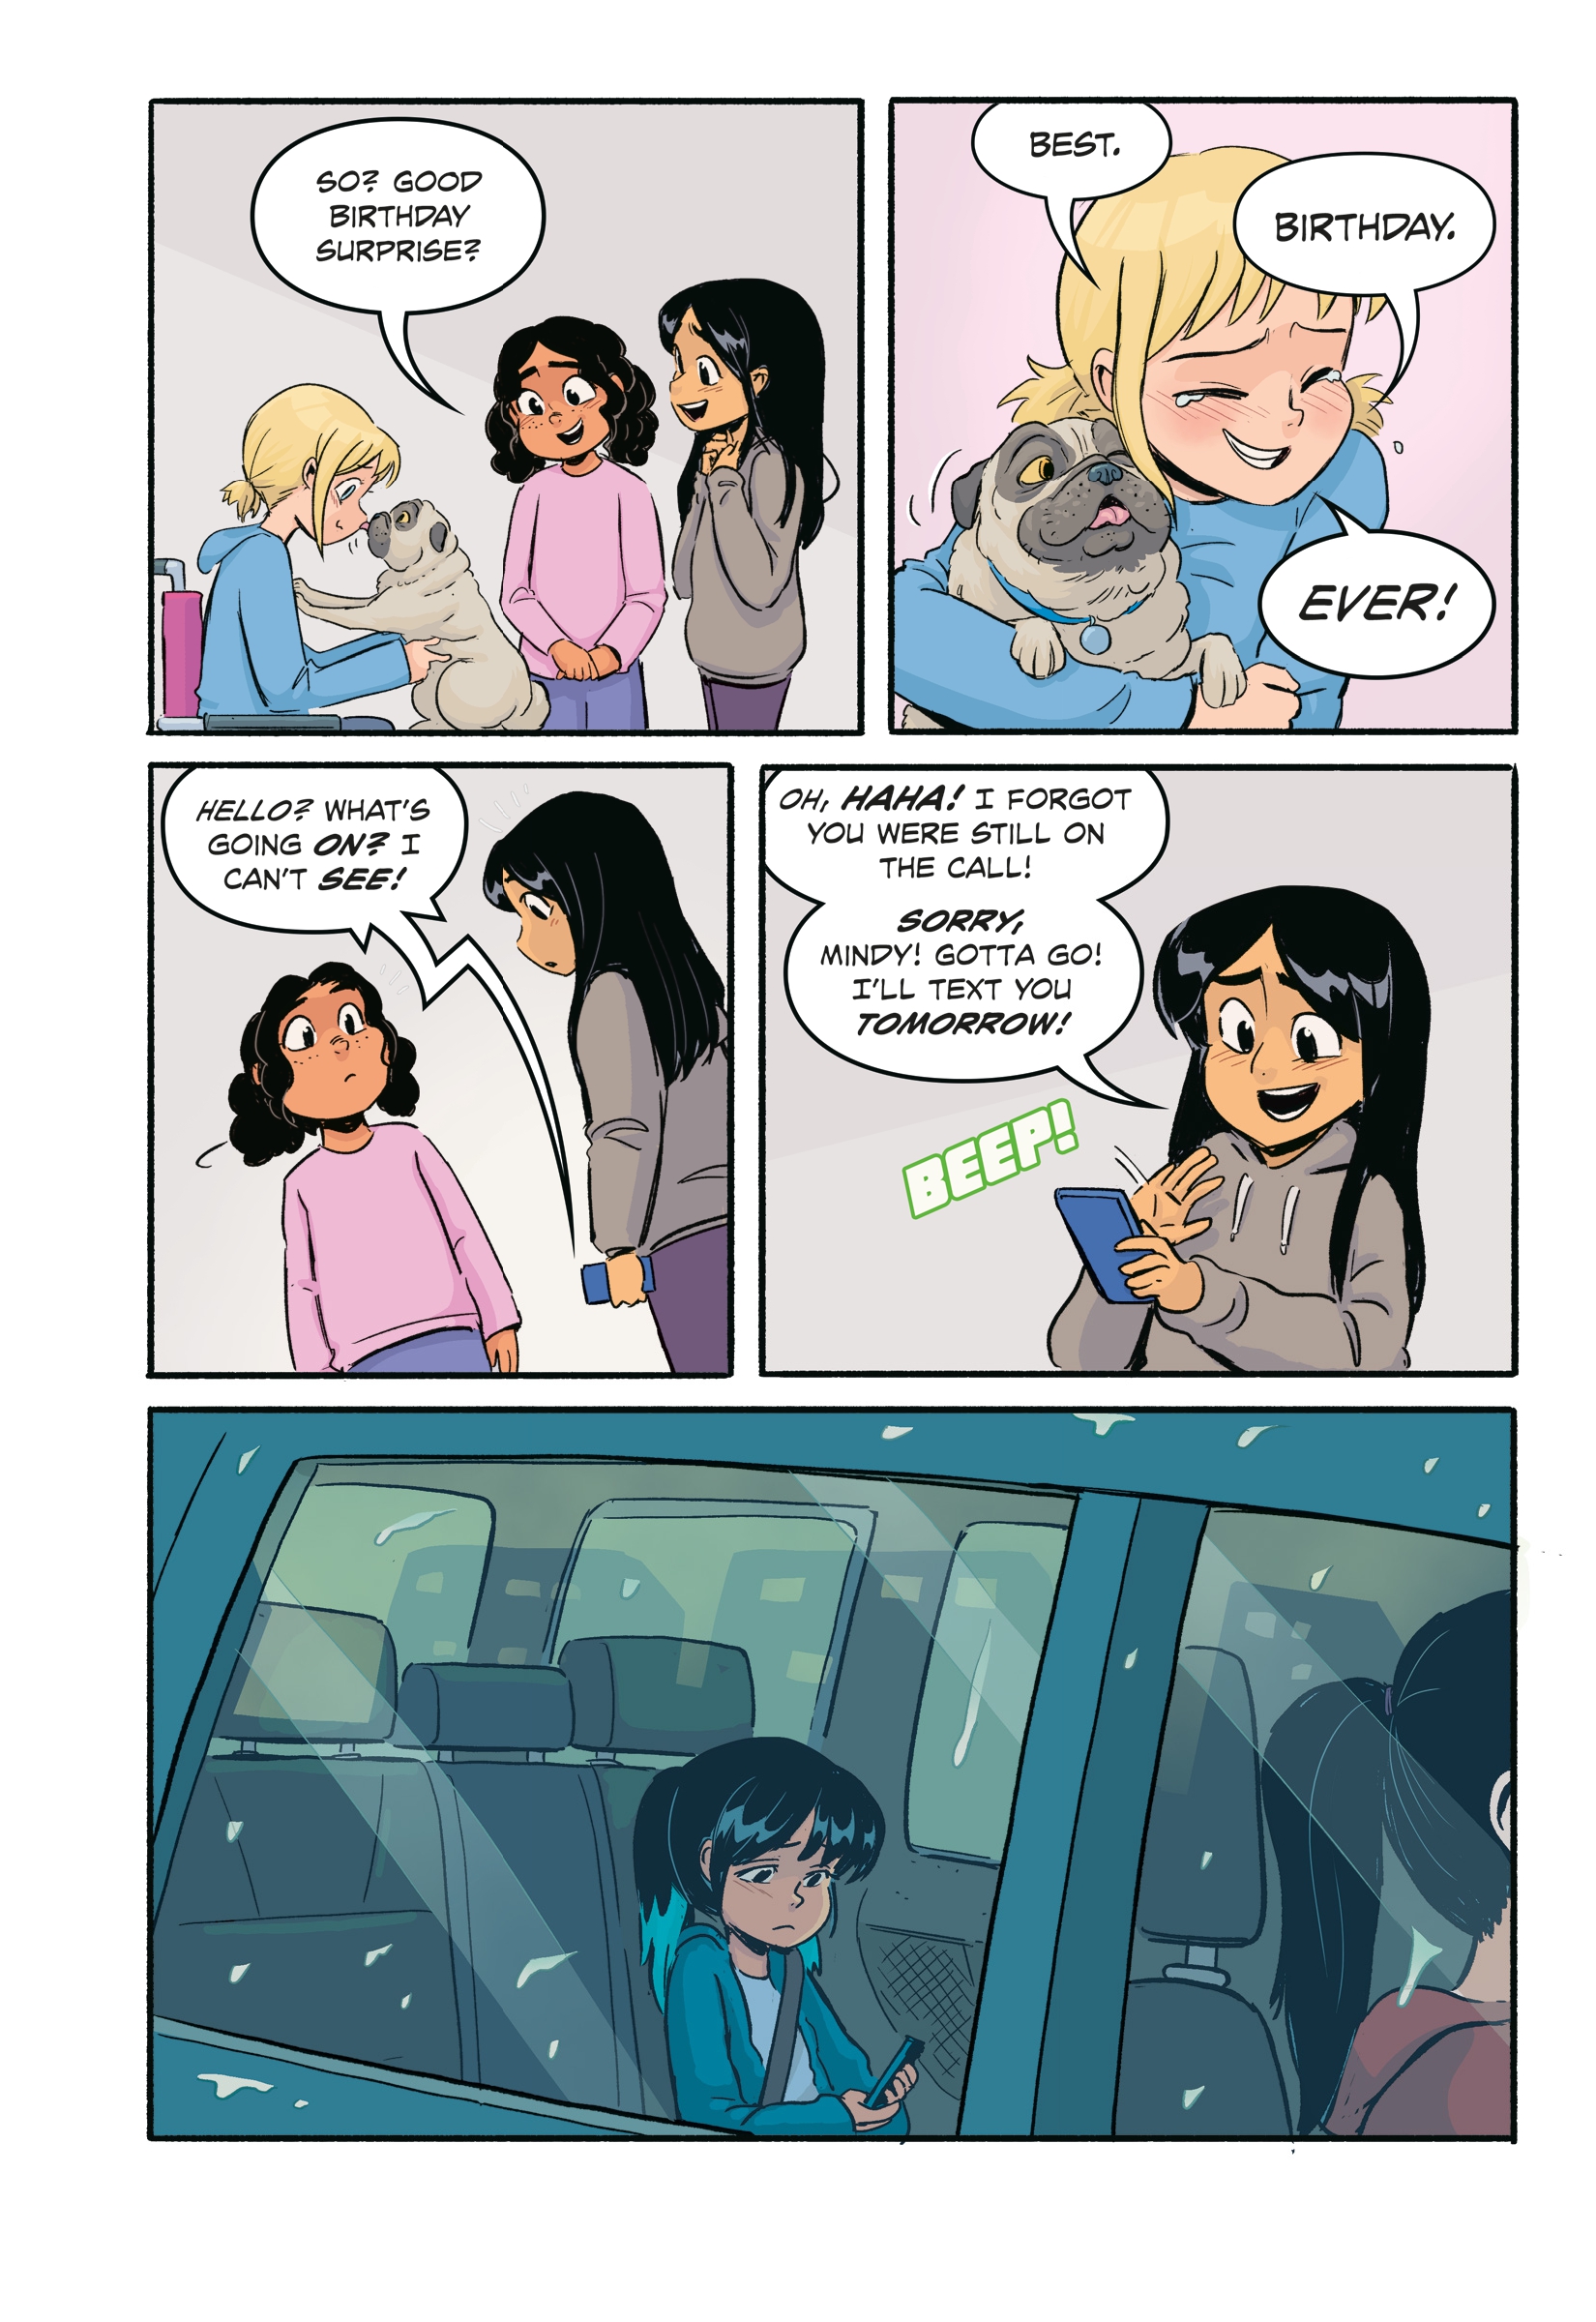 SO? GOOD
BIRTHDAY
SURPRISE?
BEST.
BIRTHDAY.
EVER!
HELLO? WHAT'S
GOING ON? I
CAN'T SEE!
OH, HAHA! I FORGOT
YOU WERE STILL ON
THE CALL!
SORRY,
MINDY! GOTTA GO!
I'LL TEXT YOU
TOMORROW!
BEEP!